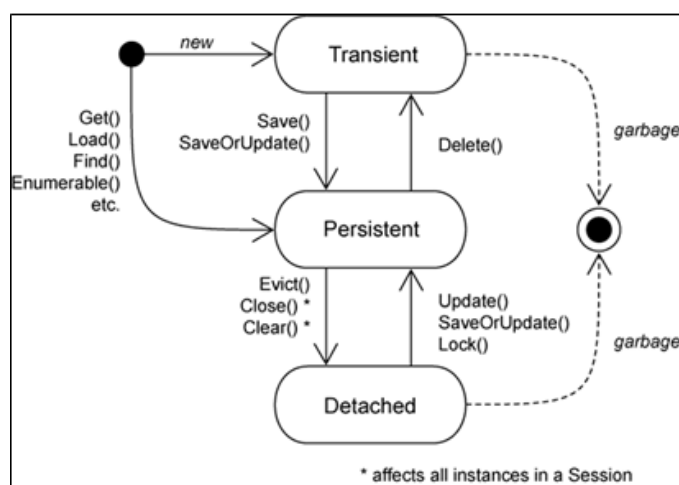 new
Transient
Get()
Load()
Find()
Enumerable()
etc.
Save()
SaveOrUpdate()
Delete()
garbage
Persistent
Evict()
Close() *
Clear() *
Update()
SaveOrUpdate()
Lock()
garbage
Detached
* affects all instances in a Session